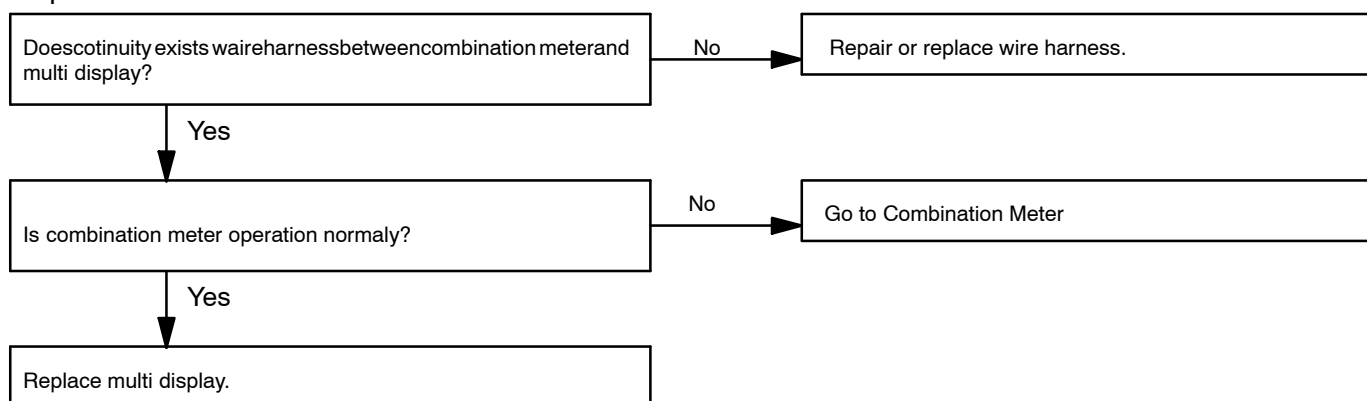 Doescotinuity exists waireharnessbetweencombination meterand
multi display?
No
Repair or replace wire harness.
Yes
Is combination meter operation normaly?
No
Go to Combination Meter
Yes
Replace multi display.